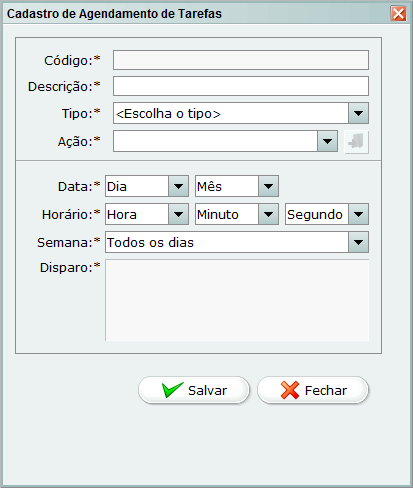 Cadastro de Agendamento de Tarefas
Código:*
Descrição:*
Tipo:* <Escolha o tipo>
Ação:*
Data:* Dia Mês
Horário:* Hora Minuto Segundo
Semana:* Todos os dias
Disparo:*
Salvar Fechar